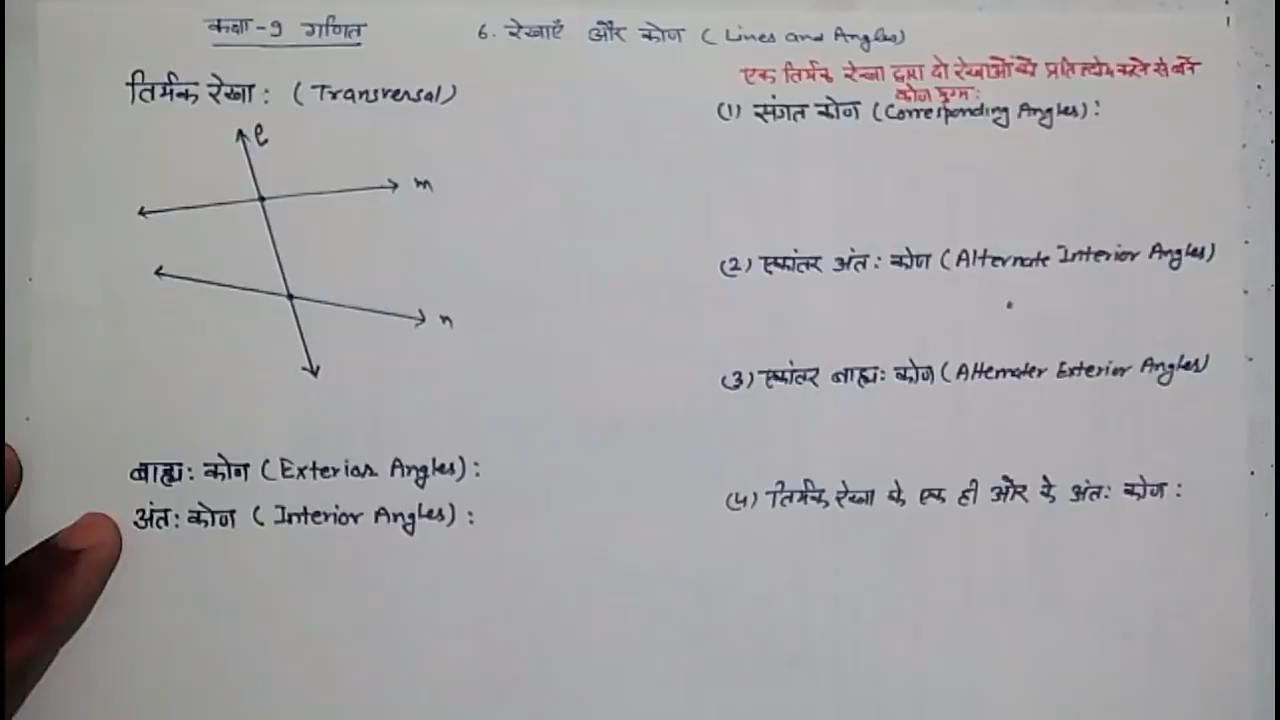 कक्षा-9 गणित
6. रेखाएँ और कोण (Lines and Angles)
तिर्यक रेखा: (Transversal)
l
m
n
बाह्य: कोण (Exterior Angles):
अंत: कोण (Interior Angles):
एक तिर्यक रेखा द्वारा दो रेखाओं को प्रतिच्छेद करने से बने
कोण युग्म:
(1) संगत कोण (Corresponding Angles):
(2) एकांतर अंत: कोण (Alternate Interior Angles)
(3) एकांतर बाह्य: कोण (Alternater Exterior Angles)
(4) तिर्यक रेखा के एक ही ओर के अंत: कोण: